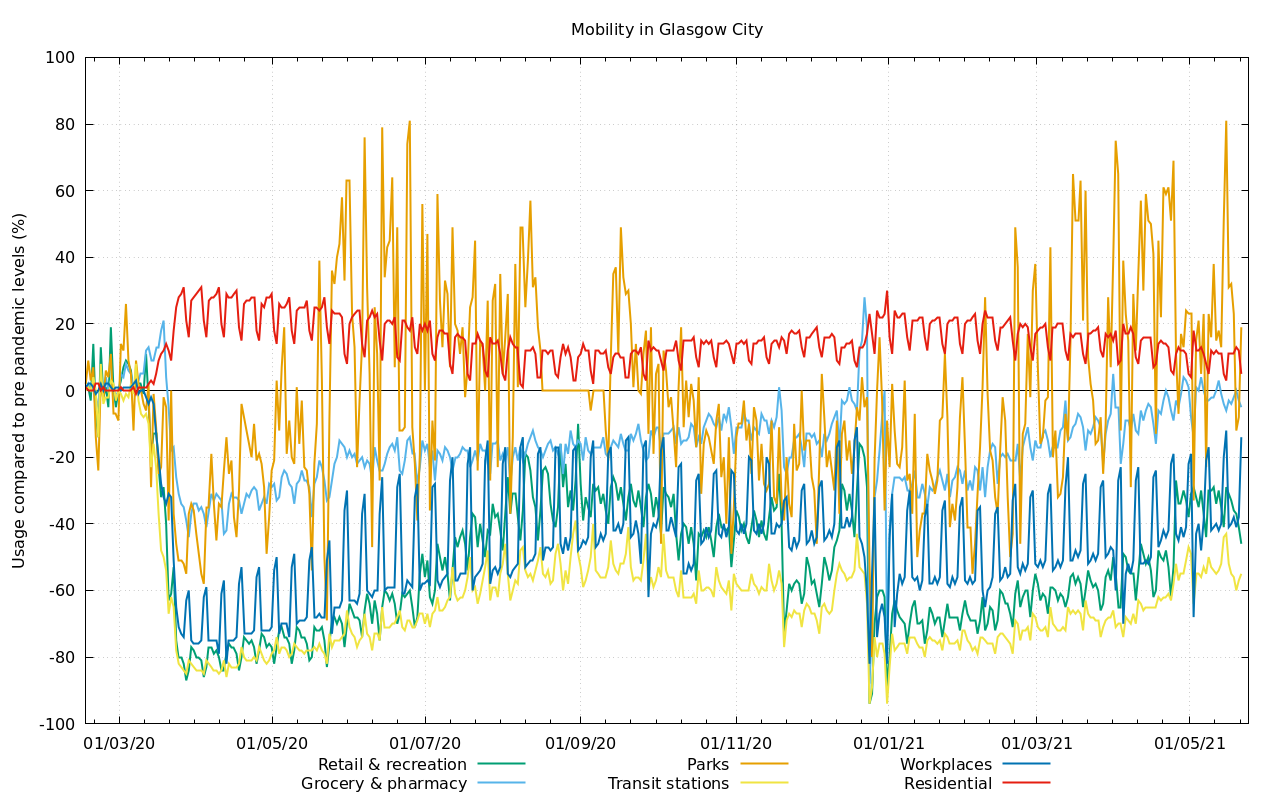 Mobility in Glasgow City
Usage compared to pre pandemic levels (%)
100
80
60
40
20
0
-20
-40
-60
-80
-100
01/03/20 01/05/20 01/07/20 01/09/20 01/11/20 01/01/21 01/03/21 01/05/21
Retail & recreation Parks Workplaces
Grocery & pharmacy Transit stations Residential